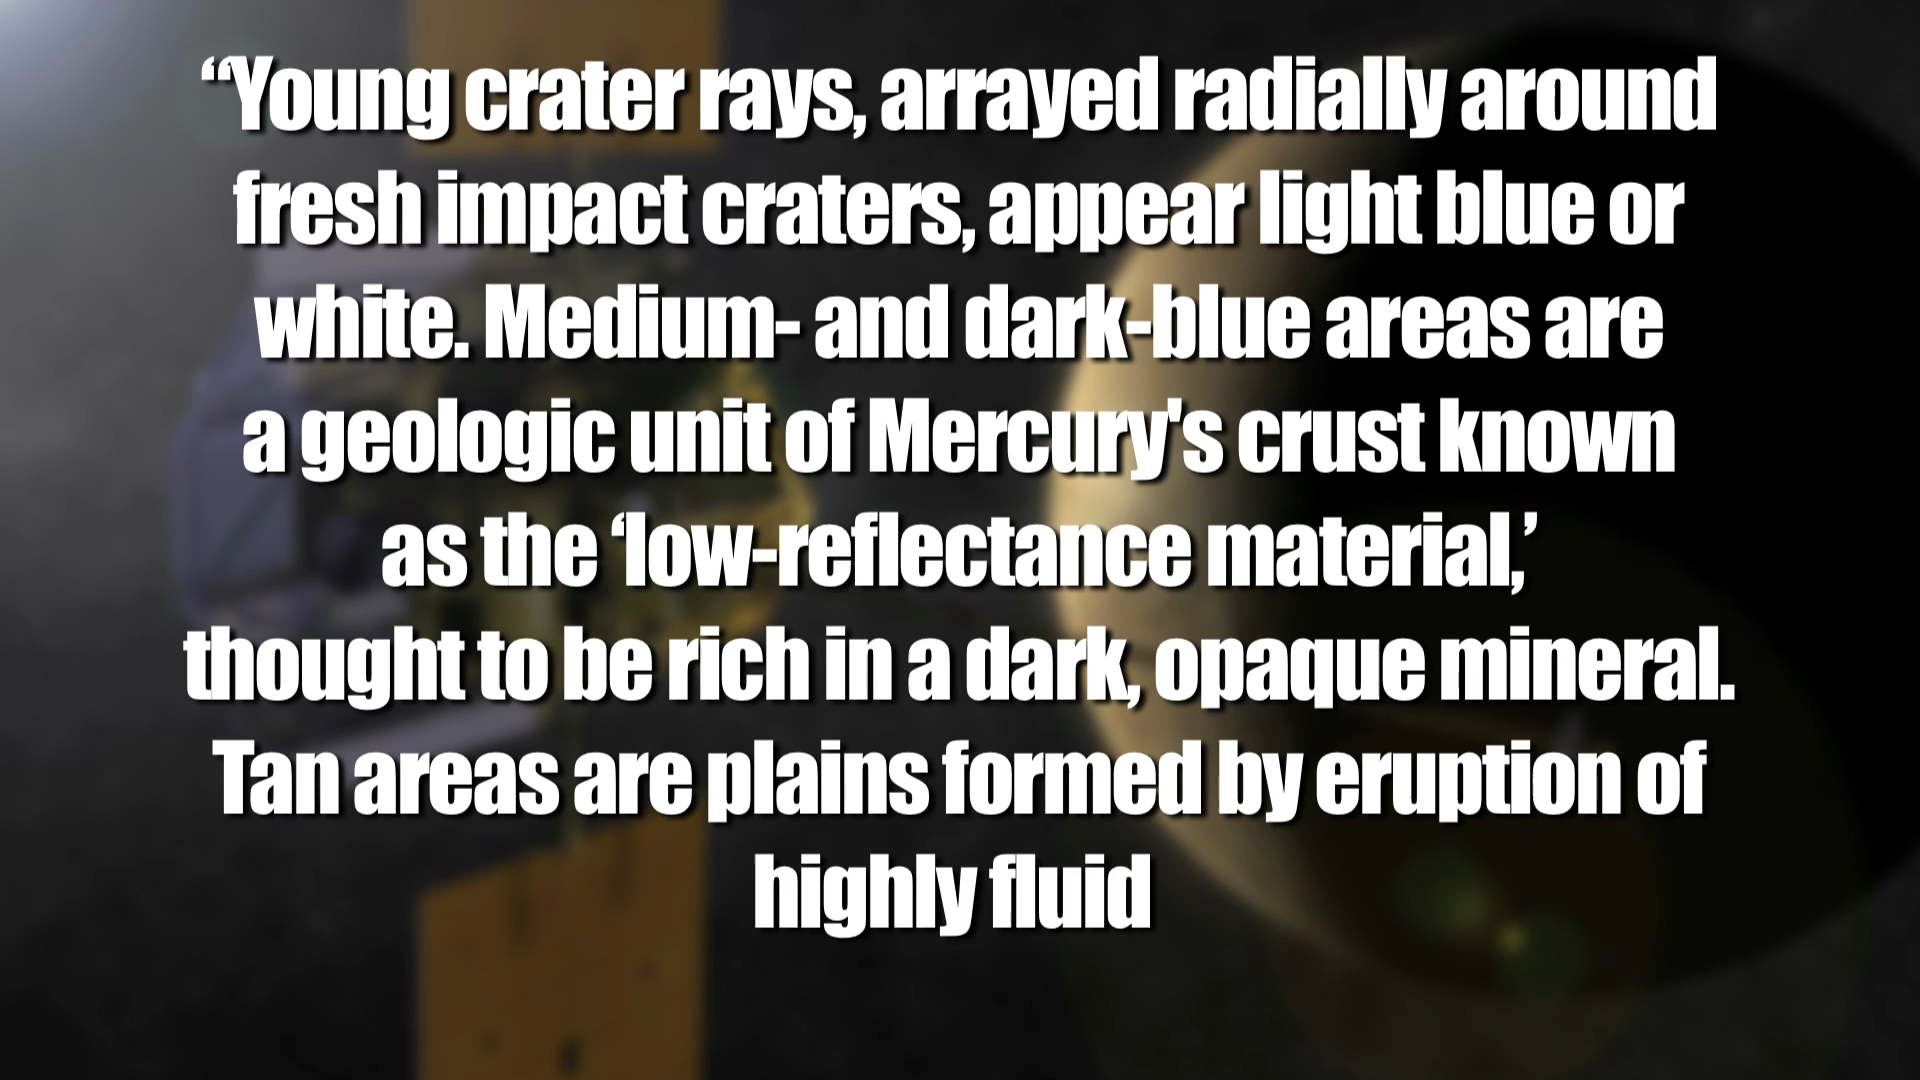 “Young crater rays, arrayed radially around
fresh impact craters, appear light blue or
white. Medium- and dark-blue areas are
a geologic unit of Mercury's crust known
as the ‘low-reflectance material,’
thought to be rich in a dark, opaque mineral.
Tan areas are plains formed by eruption of
highly fluid